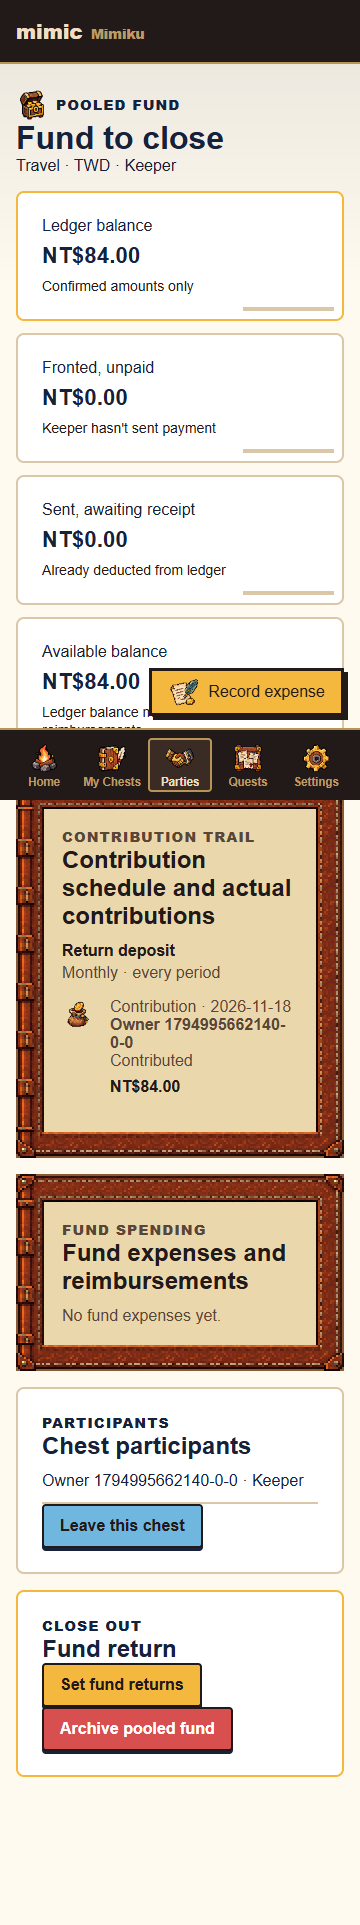 mimic Mimiku
POOLED FUND
Fund to close
Travel · TWD · Keeper
Ledger balance
NT$84.00
Confirmed amounts only
Fronted, unpaid
NT$0.00
Keeper hasn't sent payment
Sent, awaiting receipt
NT$0.00
Already deducted from ledger
Available balance
NT$84.00
Record expense
Ledger balance
Home
My Chests
Parties
Quests
Settings
CONTRIBUTION TRAIL
Contribution
schedule and actual
contributions
Return deposit
Monthly · every period
Contribution · 2026-11-18
Owner 1794995662140-
0-0
Contributed
NT$84.00
FUND SPENDING
Fund expenses and
reimbursements
No fund expenses yet.
PARTICIPANTS
Chest participants
Owner 1794995662140-0-0 · Keeper
Leave this chest
CLOSE OUT
Fund return
Set fund returns
Archive pooled fund